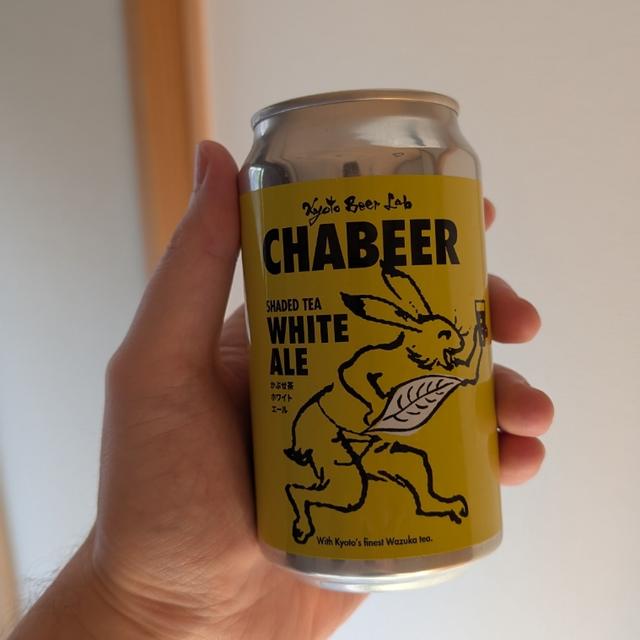 Kyoto Beer Lab
CHABEER
SHADED TEA
WHITE
ALE
かぶせ茶
ホワイト
エール
With Kyoto's finest Wazuka tea.